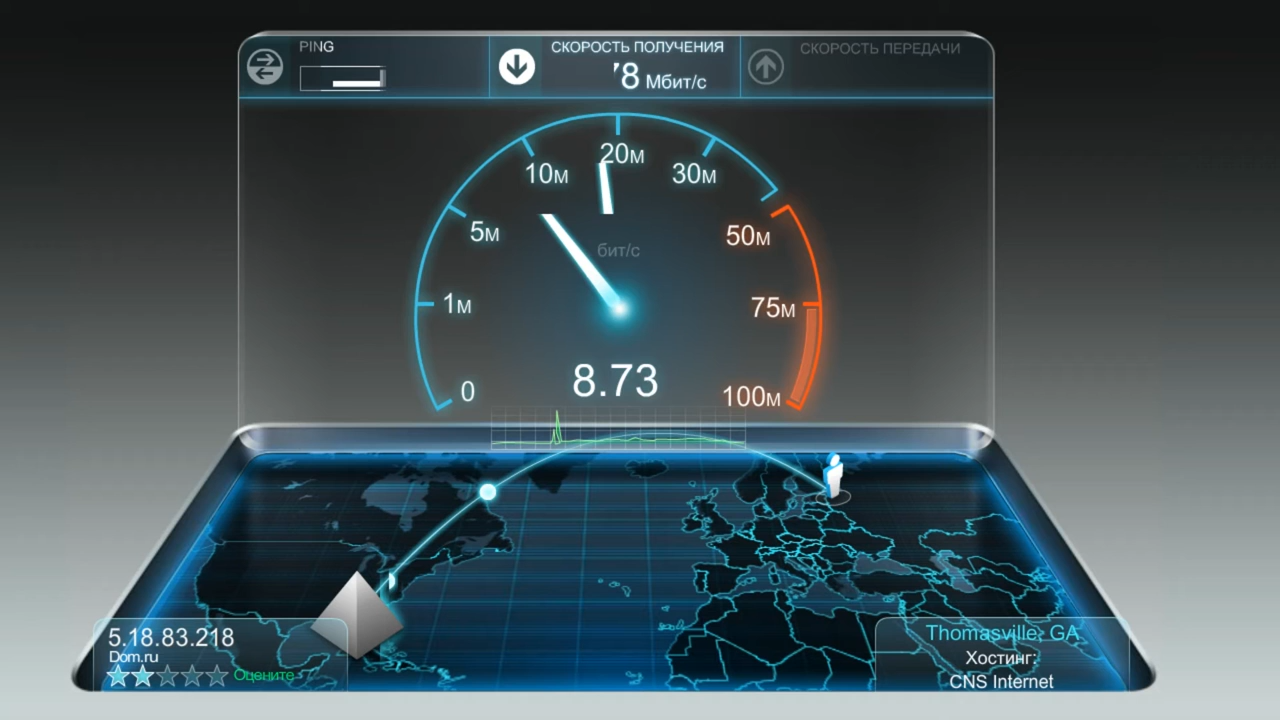 PING
СКОРОСТЬ ПОЛУЧЕНИЯ
8 Мбит/с
СКОРОСТЬ ПЕРЕДАЧИ
0
1м
5м
10м
20м
30м
50м
75м
100м
бит/с
8.73
5.18.83.218
Dom.ru
Оцените
Thomasville, GA
Хостинг:
CNS Internet